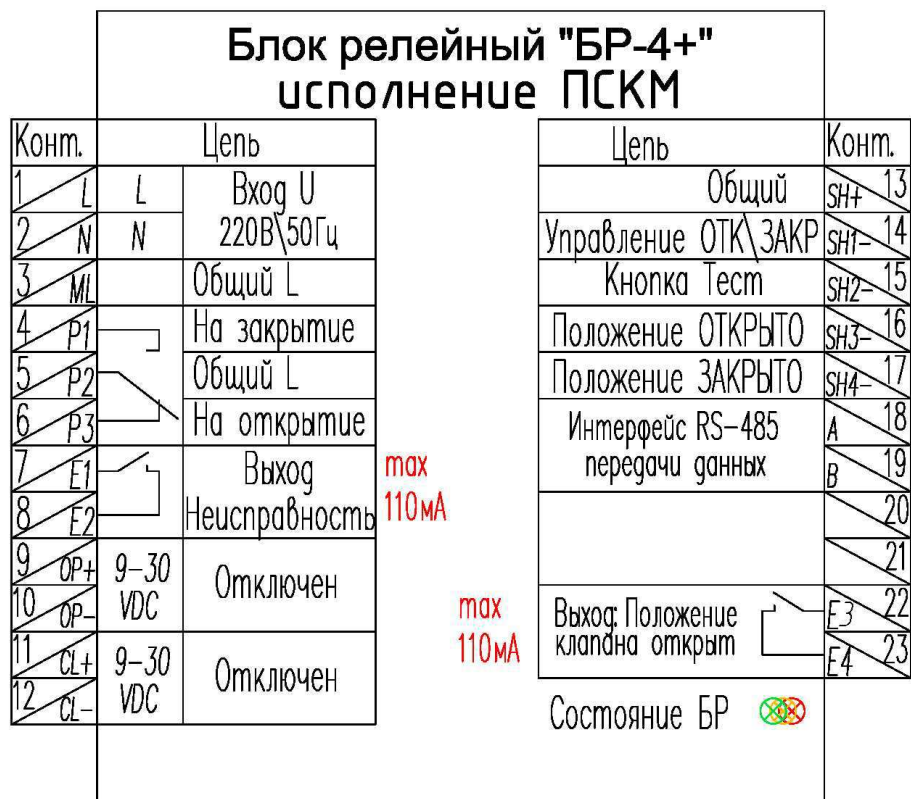 Блок релейный "БР-4+"
исполнение ПСКМ
Конт. Цепь
1 L L Вход U
2 N N 220В\50Гц
3 ML Общий L
4 P1 На закрытие
5 P2 Общий L
6 P3 На открытие
7 E1 Выход max
8 E2 Неисправность 110мА
9 OP+ 9-30 Отключен
10 OP- VDC
11 CL+ 9-30 Отключен
12 CL- VDC
Цепь Конт.
Общий SH+ 13
Управление ОТК\ЗАКР SH1- 14
Кнопка Тест SH2- 15
Положение ОТКРЫТО SH3- 16
Положение ЗАКРЫТО SH4- 17
Интерфейс RS-485 A 18
передачи данных B 19
20
21
max Выход: Положение E3 22
110мА клапана открыт E4 23
Состояние БР